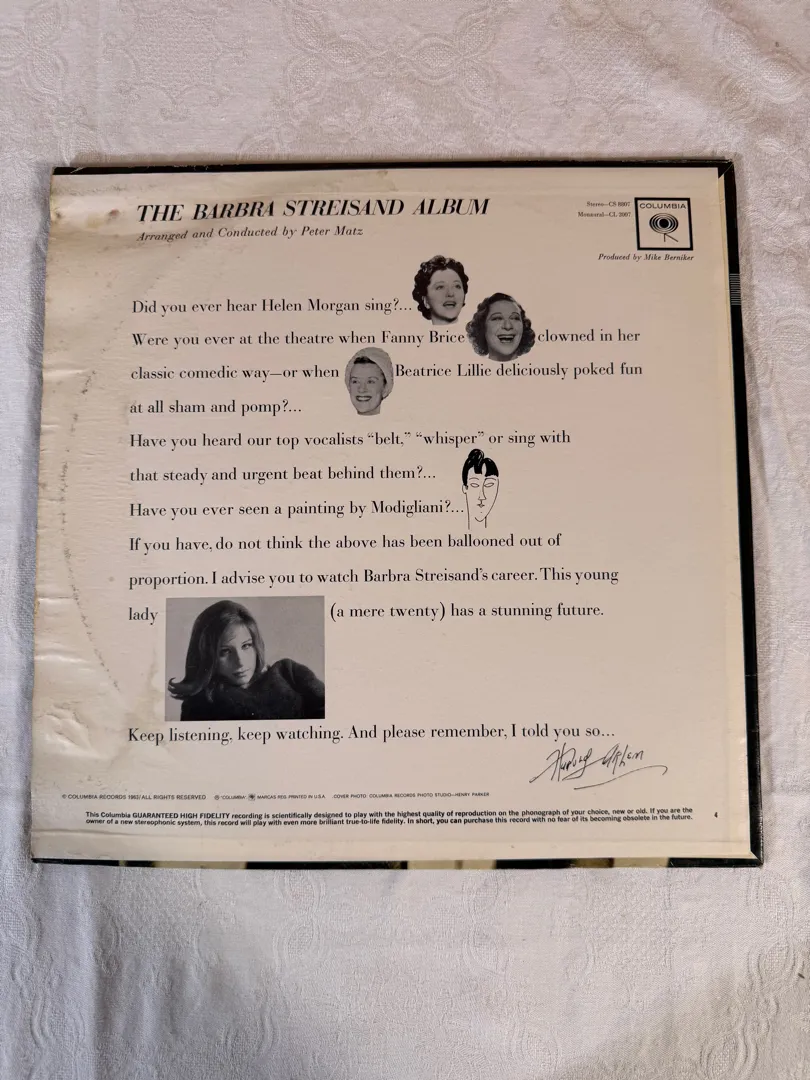 THE BARBRA STREISAND ALBUM
Arranged and Conducted by Peter Matz
Stereo—CS 8807
Monaural—CL 2007
COLUMBIA
Produced by Mike Berniker
Did you ever hear Helen Morgan sing?...
Were you ever at the theatre when Fanny Brice clowned in her
classic comedic way—or when Beatrice Lillie deliciously poked fun
at all sham and pomp?...
Have you heard our top vocalists “belt,” “whisper” or sing with
that steady and urgent beat behind them?...
Have you ever seen a painting by Modigliani?...
If you have, do not think the above has been ballooned out of
proportion. I advise you to watch Barbra Streisand's career. This young
lady (a mere twenty) has a stunning future.
Keep listening, keep watching. And please remember, I told you so...
Harold Arlen
© COLUMBIA RECORDS 1963/ALL RIGHTS RESERVED ® "COLUMBIA" MARCAS REG. PRINTED IN U.S.A. COVER PHOTO: COLUMBIA RECORDS PHOTO STUDIO—HENRY PARKER
This Columbia GUARANTEED HIGH FIDELITY recording is scientifically designed to play with the highest quality of reproduction on the phonograph of your choice, new or old. If you are the
owner of a new stereophonic system, this record will play with even more brilliant true-to-life fidelity. In short, you can purchase this record with no fear of its becoming obsolete in the future.
4